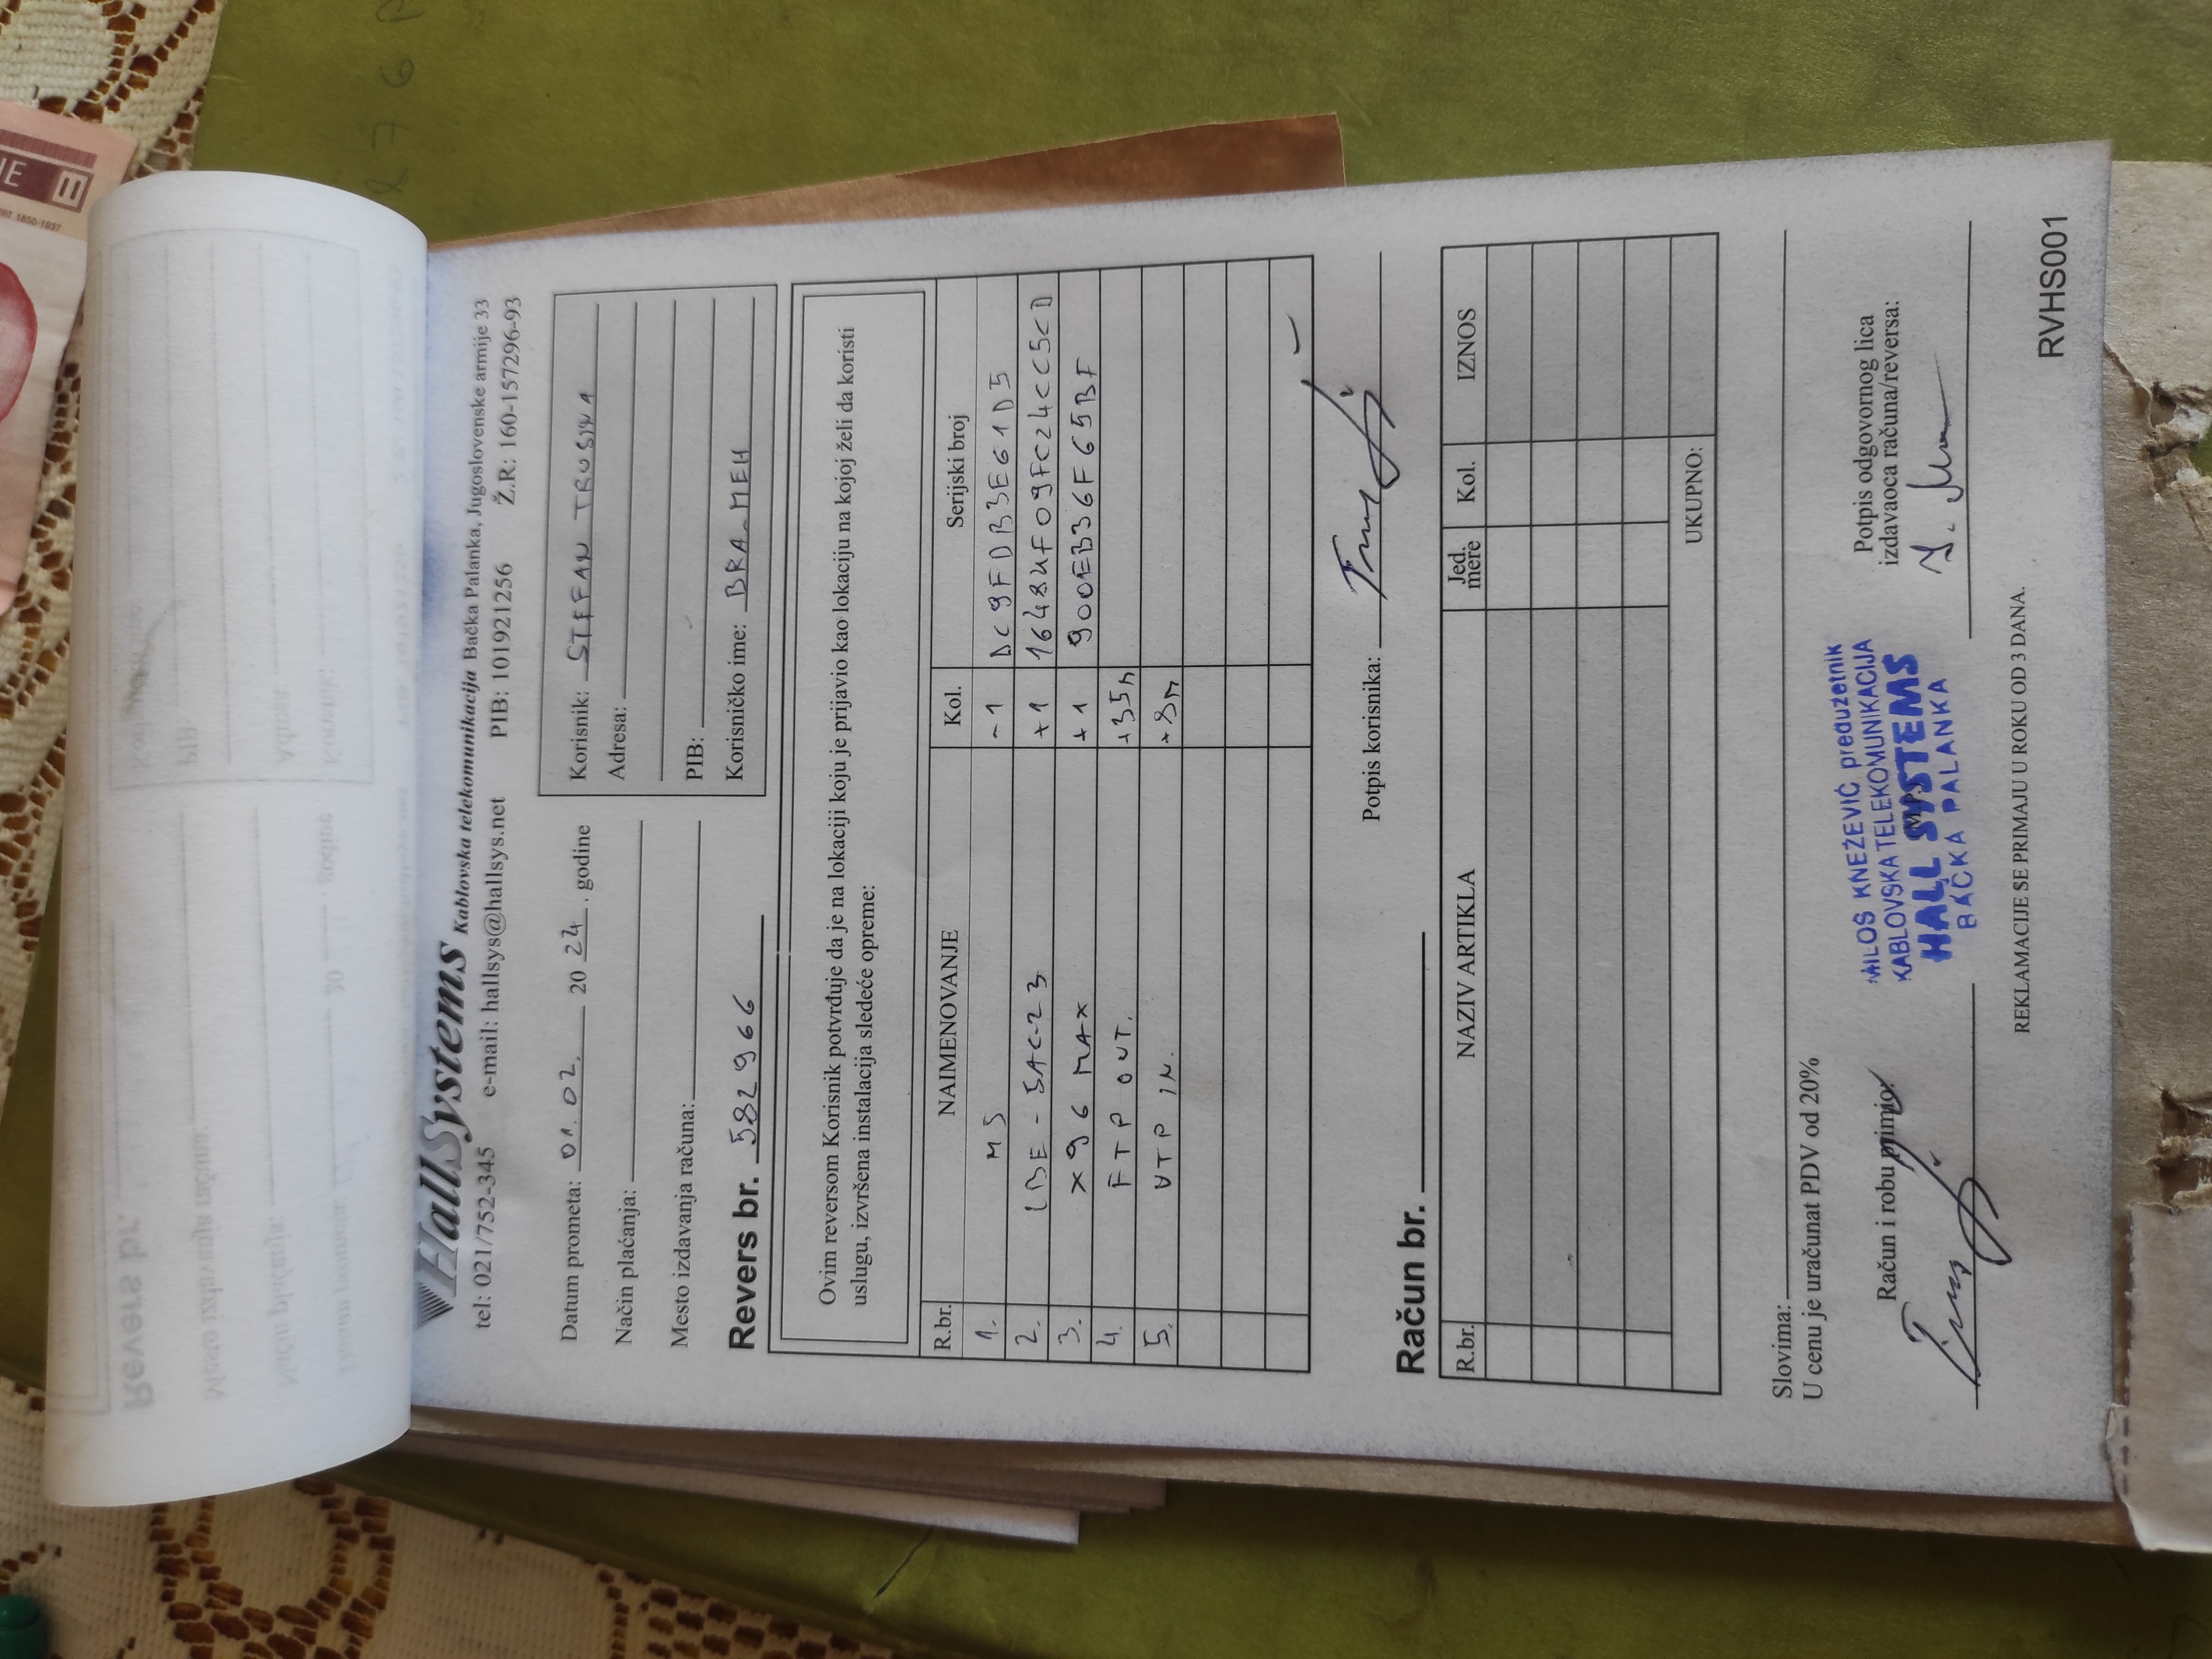 HallSystems Kablovska telekomunikacija Bačka Palanka, Jugoslovenske armije 33
tel: 021/752-345 e-mail: hallsys@hallsys.net PIB: 101921256 Ž.R: 160-157296-93
Datum prometa: 01.02. 20 24. godine
Način plaćanja:
Mesto izdavanja računa:
Revers br. 582966
Korisnik: STEFAN TRUSINA
Adresa:
PIB:
Korisničko ime: BRA-MEH
Ovim reversom Korisnik potvrđuje da je na lokaciji koju je prijavio kao lokaciju na kojoj želi da koristi
uslugu, izvršena instalacija sledeće opreme:
R.br. NAIMENOVANJE Kol. Serijski broj
1. M5 -1 DC9FDB3E61D5
2. LBE-5AC-23 +1 1648HF09FC24CC5CD
3. X96 MAX +1 900EB36F65BF
4. FTP OUT. +35m
5. UTP IN. +8m
Potpis korisnika:
Račun br.
R.br. NAZIV ARTIKLA Jed. mere Kol. IZNOS
UKUPNO:
Slovima:
U cenu je uračunat PDV od 20%
Račun i robu primio:
MILOŠ KNEŽEVIĆ preduzetnik
KABLOVSKA TELEKOMUNIKACIJA
HALL SYSTEMS
BAČKA PALANKA
Potpis odgovornog lica
izdavaoca računa/reversa:
REKLAMACIJE SE PRIMAJU U ROKU OD 3 DANA.
RVHS001